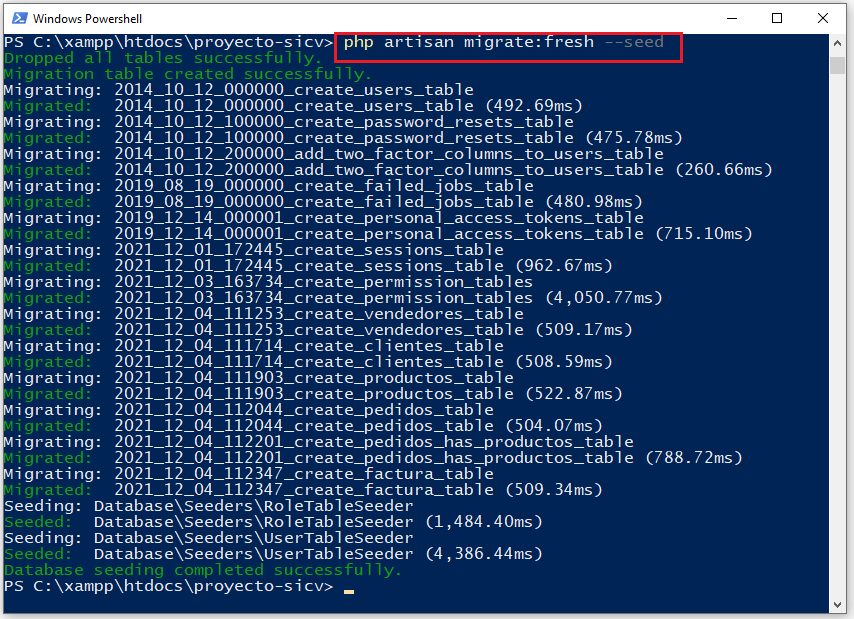 Windows Powershell
PS C:\xampp\htdocs\proyecto-sicv> php artisan migrate:fresh --seed
Dropped all tables successfully.
Migration table created successfully.
Migrating: 2014_10_12_000000_create_users_table
Migrated:  2014_10_12_000000_create_users_table (492.69ms)
Migrating: 2014_10_12_100000_create_password_resets_table
Migrated:  2014_10_12_100000_create_password_resets_table (475.78ms)
Migrating: 2014_10_12_200000_add_two_factor_columns_to_users_table
Migrated:  2014_10_12_200000_add_two_factor_columns_to_users_table (260.66ms)
Migrating: 2019_08_19_000000_create_failed_jobs_table
Migrated:  2019_08_19_000000_create_failed_jobs_table (480.98ms)
Migrating: 2019_12_14_000001_create_personal_access_tokens_table
Migrated:  2019_12_14_000001_create_personal_access_tokens_table (715.10ms)
Migrating: 2021_12_01_172445_create_sessions_table
Migrated:  2021_12_01_172445_create_sessions_table (962.67ms)
Migrating: 2021_12_03_163734_create_permission_tables
Migrated:  2021_12_03_163734_create_permission_tables (4,050.77ms)
Migrating: 2021_12_04_111253_create_vendedores_table
Migrated:  2021_12_04_111253_create_vendedores_table (509.17ms)
Migrating: 2021_12_04_111714_create_clientes_table
Migrated:  2021_12_04_111714_create_clientes_table (508.59ms)
Migrating: 2021_12_04_111903_create_productos_table
Migrated:  2021_12_04_111903_create_productos_table (522.87ms)
Migrating: 2021_12_04_112044_create_pedidos_table
Migrated:  2021_12_04_112044_create_pedidos_table (504.07ms)
Migrating: 2021_12_04_112201_create_pedidos_has_productos_table
Migrated:  2021_12_04_112201_create_pedidos_has_productos_table (788.72ms)
Migrating: 2021_12_04_112347_create_factura_table
Migrated:  2021_12_04_112347_create_factura_table (509.34ms)
Seeding: Database\Seeders\RoleTableSeeder
Seeded:  Database\Seeders\RoleTableSeeder (1,484.40ms)
Seeding: Database\Seeders\UserTableSeeder
Seeded:  Database\Seeders\UserTableSeeder (4,386.44ms)
Database seeding completed successfully.
PS C:\xampp\htdocs\proyecto-sicv>